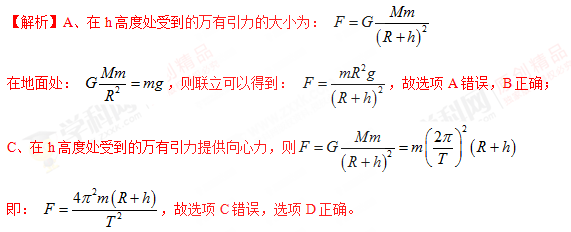 【解析】A、在 h 高度处受到的万有引力的大小为： F = G\frac{Mm}{(R+h)^2}
在地面处： G\frac{Mm}{R^2} = mg ，则联立可以得到： F = \frac{mR^2g}{(R+h)^2} ，故选项 A 错误，B 正确；
C、在 h 高度处受到的万有引力提供向心力，则 F = G\frac{Mm}{(R+h)^2} = m\left(\frac{2\pi}{T}\right)^2(R+h)
即： F = \frac{4\pi^2m(R+h)}{T^2} ，故选项 C 错误，选项 D 正确。